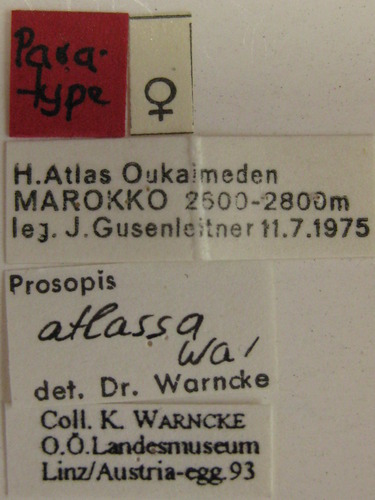 Para-
type
♀
H.Atlas Oukaimeden
MAROKKO 2600-2800m
leg. J.Gusenleitner 11.7.1975
Prosopis
atlassa
War
det. Dr. Warncke
Coll. K. WARNCKE
O.Ö.Landesmuseum
Linz/Austria-egg.93